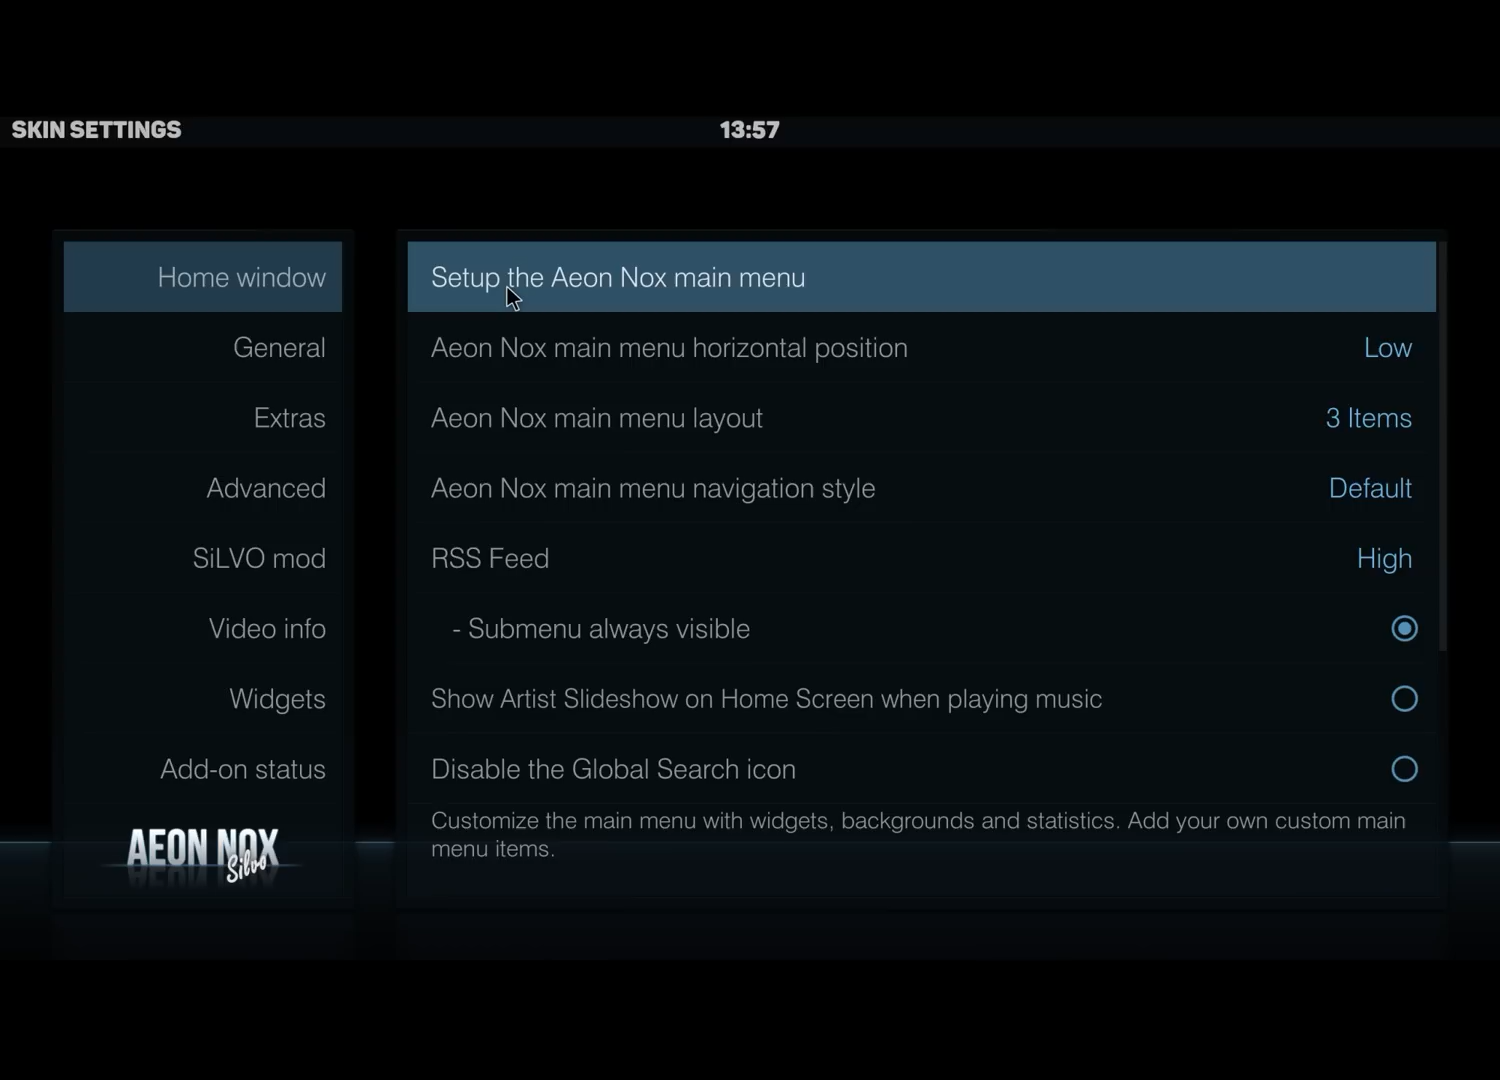 SKIN SETTINGS
13:57
Home window
General
Extras
Advanced
SiLVO mod
Video info
Widgets
Add-on status
AEON NOX
Silvo
Setup the Aeon Nox main menu
Aeon Nox main menu horizontal position Low
Aeon Nox main menu layout 3 Items
Aeon Nox main menu navigation style Default
RSS Feed High
- Submenu always visible
Show Artist Slideshow on Home Screen when playing music
Disable the Global Search icon
Customize the main menu with widgets, backgrounds and statistics. Add your own custom main
menu items.